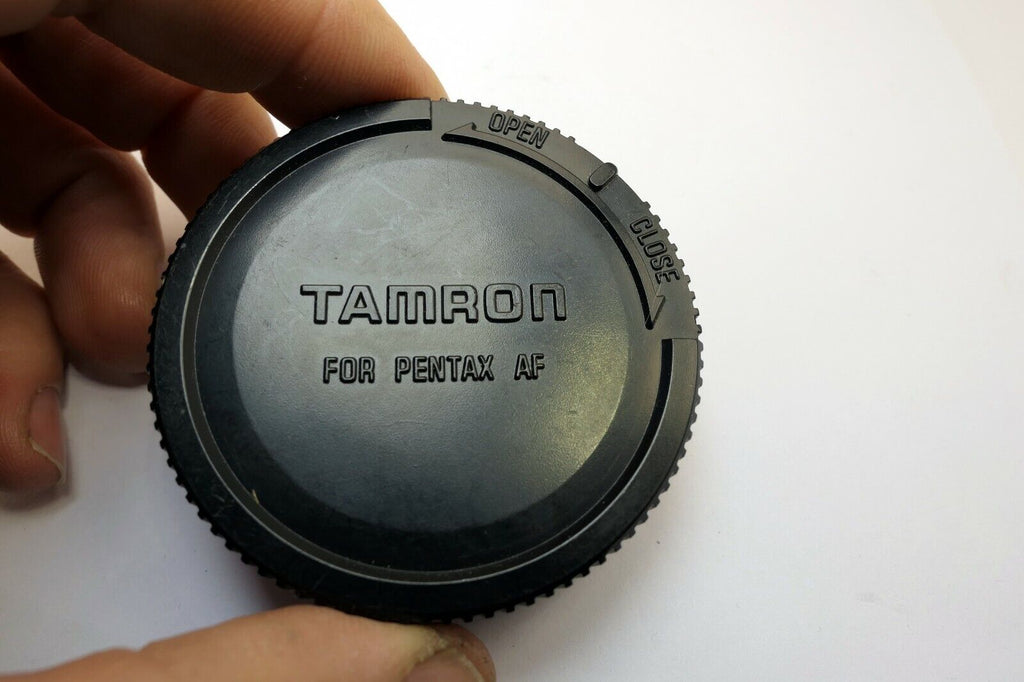 OPEN
CLOSE
TAMRON
FOR PENTAX AF